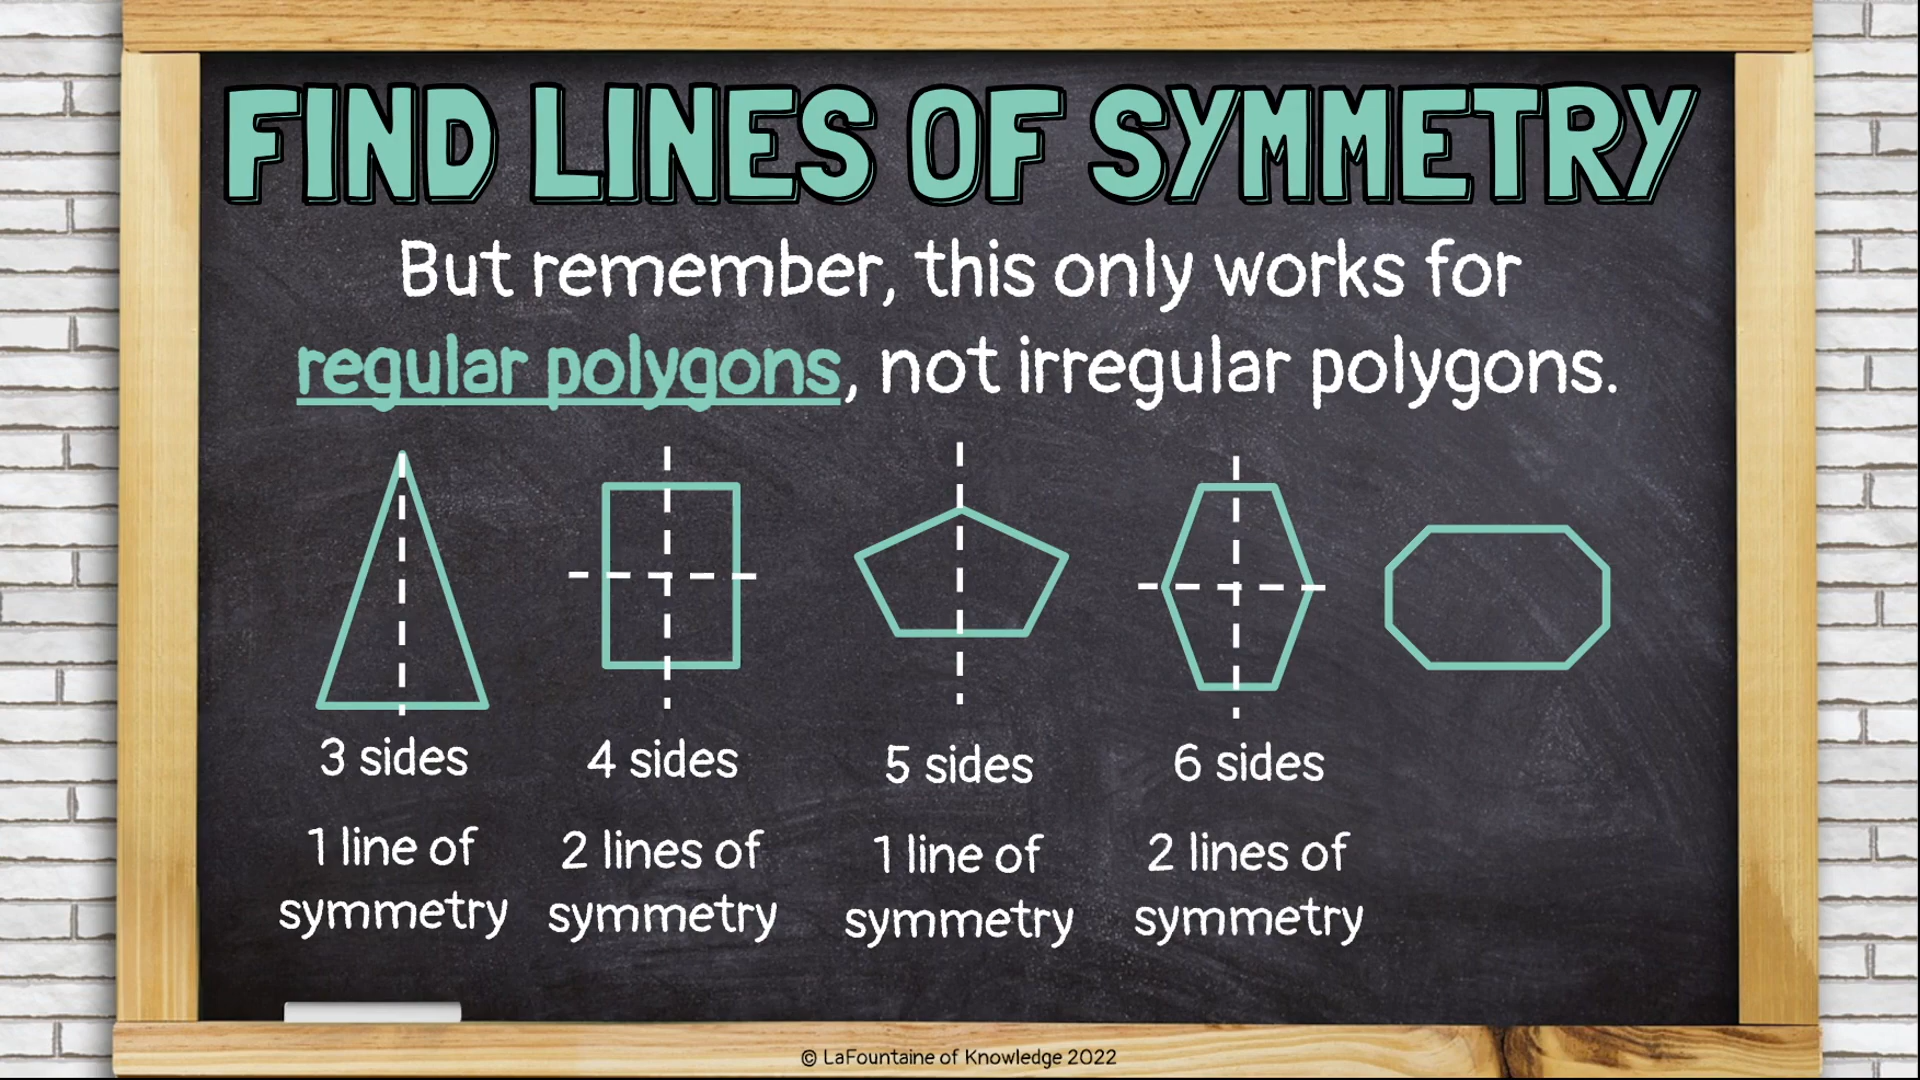 FIND LINES OF SYMMETRY
But remember, this only works for
regular polygons, not irregular polygons.
3 sides
1 line of
symmetry
4 sides
2 lines of
symmetry
5 sides
1 line of
symmetry
6 sides
2 lines of
symmetry
© LaFountaine of Knowledge 2022